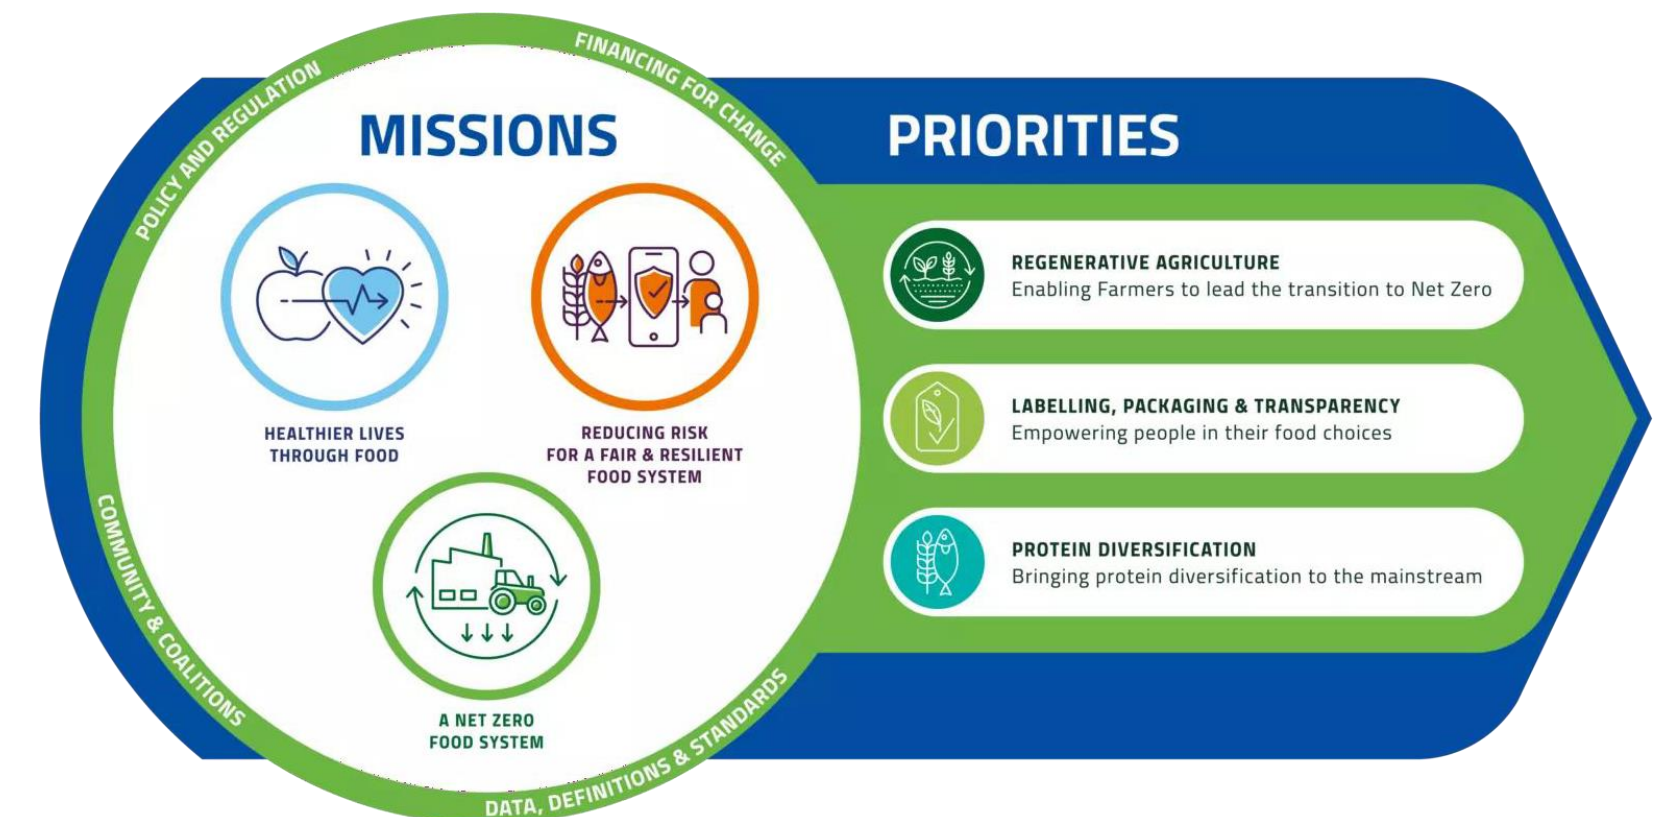 POLICY AND REGULATION
FINANCING FOR CHANGE
COMMUNITY & COALITIONS
DATA, DEFINITIONS & STANDARDS
MISSIONS
HEALTHIER LIVES
THROUGH FOOD
REDUCING RISK
FOR A FAIR & RESILIENT
FOOD SYSTEM
A NET ZERO
FOOD SYSTEM
PRIORITIES
REGENERATIVE AGRICULTURE
Enabling Farmers to lead the transition to Net Zero
LABELLING, PACKAGING & TRANSPARENCY
Empowering people in their food choices
PROTEIN DIVERSIFICATION
Bringing protein diversification to the mainstream